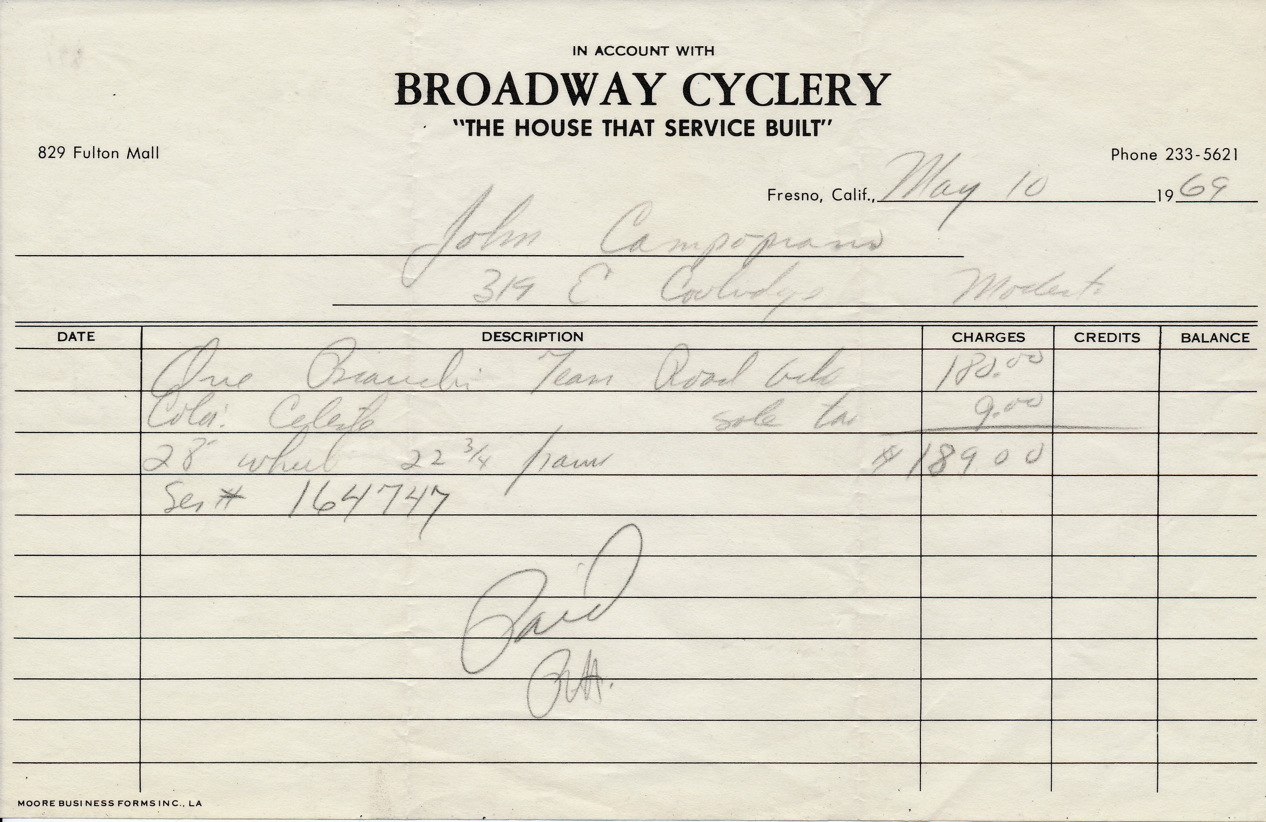 IN ACCOUNT WITH
BROADWAY CYCLERY
"THE HOUSE THAT SERVICE BUILT"
829 Fulton Mall
Phone 233-5621
Fresno, Calif., May 10 1969
John Campopiano
319 E Modesto
DATE DESCRIPTION CHARGES CREDITS BALANCE
One Bianchi Team Road 180.00
Color: Celeste sale tax 9.00
28" wheel 22 3/4 frame $189.00
Ser # 164747
Paid
MOORE BUSINESS FORMS INC., LA